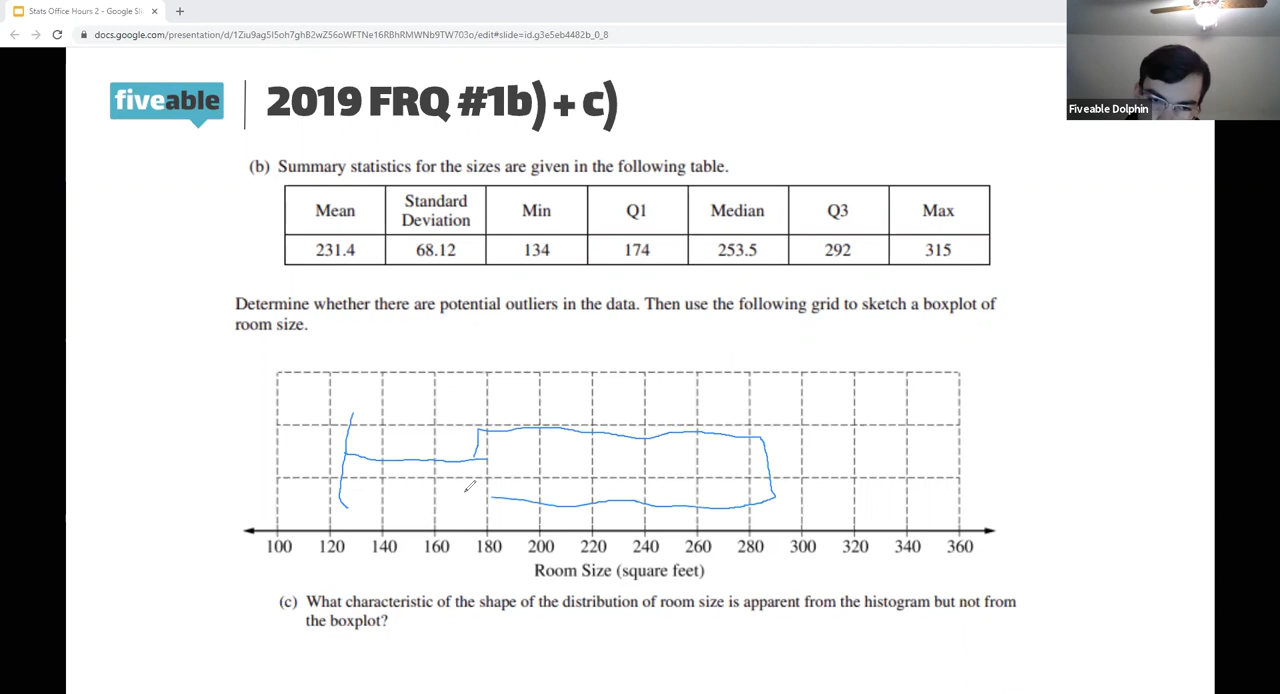 Stats Office Hours 2 - Google Sli
docs.google.com/presentation/d/1Ziu9ag5I5oh7ghB2wZ56oWFTNe16RBhRMWNb9TW703o/edit#slide=id.g3e5eb4482b_0_8
Fiveable Dolphin
fiveable
2019 FRQ #1b) + c)
(b) Summary statistics for the sizes are given in the following table.
Mean Standard Deviation Min Q1 Median Q3 Max
231.4 68.12 134 174 253.5 292 315
Determine whether there are potential outliers in the data. Then use the following grid to sketch a boxplot of
room size.
100 120 140 160 180 200 220 240 260 280 300 320 340 360
Room Size (square feet)
(c) What characteristic of the shape of the distribution of room size is apparent from the histogram but not from
the boxplot?